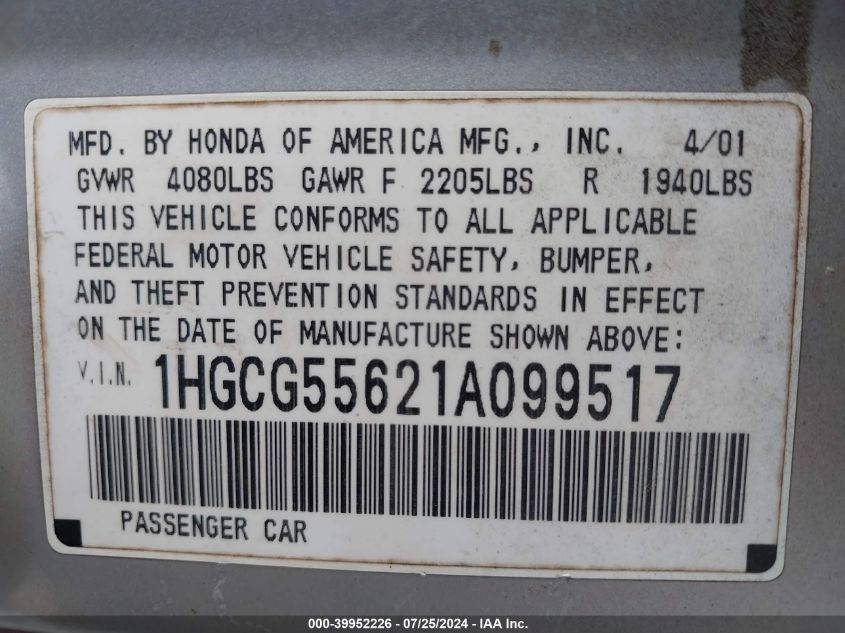 MFD. BY HONDA OF AMERICA MFG., INC. 4/01
GVWR 4080LBS GAWR F 2205LBS R 1940LBS
THIS VEHICLE CONFORMS TO ALL APPLICABLE
FEDERAL MOTOR VEHICLE SAFETY, BUMPER,
AND THEFT PREVENTION STANDARDS IN EFFECT
ON THE DATE OF MANUFACTURE SHOWN ABOVE:
V.I.N. 1HGCG55621A099517
PASSENGER CAR
000-39952226 - 07/25/2024 - IAA Inc.